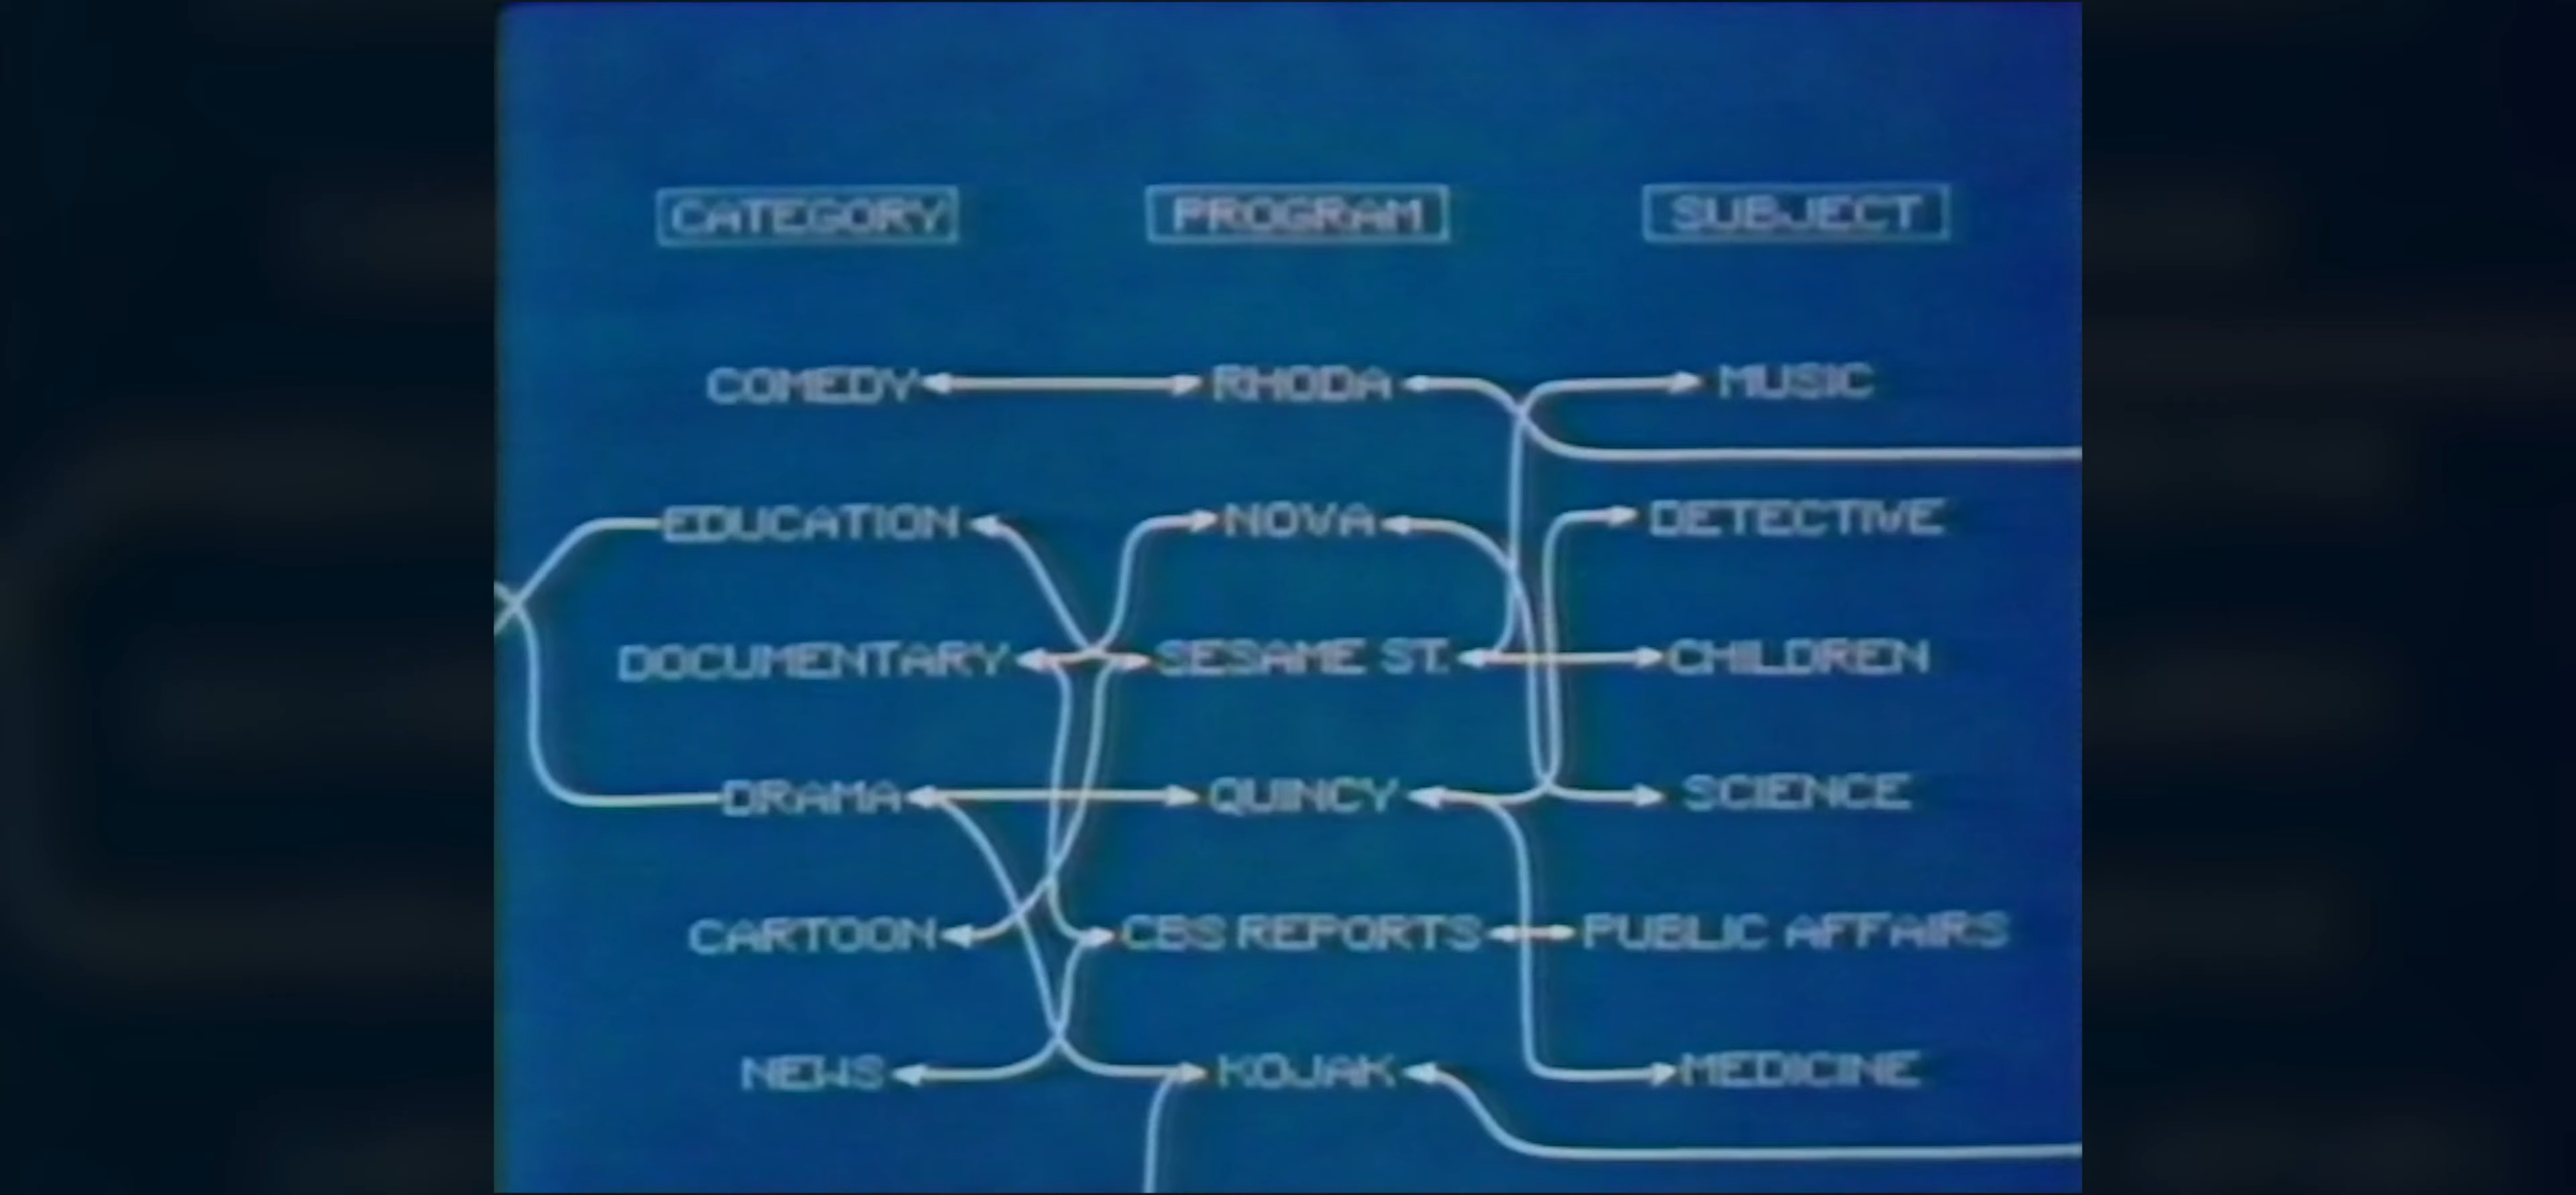 CATEGORY PROGRAM SUBJECT
COMEDY RHODA MUSIC
EDUCATION NOVA DETECTIVE
DOCUMENTARY SESAME ST. CHILDREN
DRAMA QUINCY SCIENCE
CARTOON CBS REPORTS PUBLIC AFFAIRS
NEWS KOJAK MEDICINE